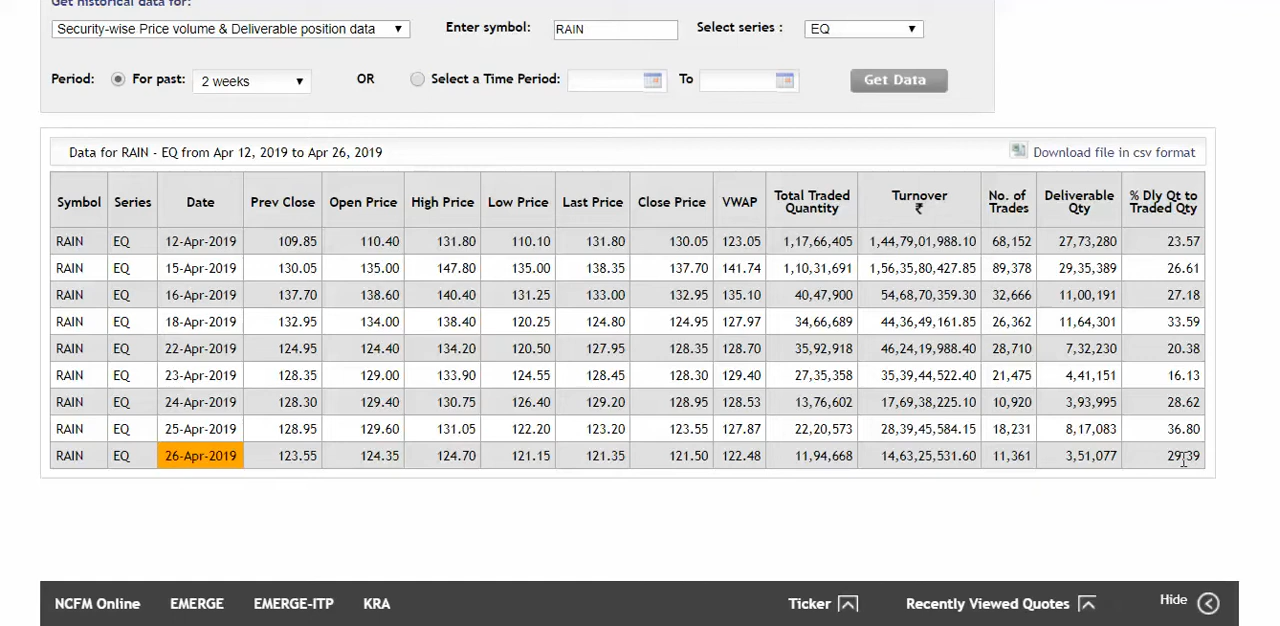 Get historical data for:
Security-wise Price volume & Deliverable position data Enter symbol: RAIN Select series : EQ
Period: For past: 2 weeks OR Select a Time Period: To Get Data
Data for RAIN - EQ from Apr 12, 2019 to Apr 26, 2019 Download file in csv format
Symbol Series Date Prev Close Open Price High Price Low Price Last Price Close Price VWAP Total Traded Quantity Turnover ₹ No. of Trades Deliverable Qty % Dly Qt to Traded Qty
RAIN EQ 12-Apr-2019 109.85 110.40 131.80 110.10 131.80 130.05 123.05 1,17,66,405 1,44,79,01,988.10 68,152 27,73,280 23.57
RAIN EQ 15-Apr-2019 130.05 135.00 147.80 135.00 138.35 137.70 141.74 1,10,31,691 1,56,35,80,427.85 89,378 29,35,389 26.61
RAIN EQ 16-Apr-2019 137.70 138.60 140.40 131.25 133.00 132.95 135.10 40,47,900 54,68,70,359.30 32,666 11,00,191 27.18
RAIN EQ 18-Apr-2019 132.95 134.00 138.40 120.25 124.80 124.95 127.97 34,66,689 44,36,49,161.85 26,362 11,64,301 33.59
RAIN EQ 22-Apr-2019 124.95 124.40 134.20 120.50 127.95 128.35 128.70 35,92,918 46,24,19,988.40 28,710 7,32,230 20.38
RAIN EQ 23-Apr-2019 128.35 129.00 133.90 124.55 128.45 128.30 129.40 27,35,358 35,39,44,522.40 21,475 4,41,151 16.13
RAIN EQ 24-Apr-2019 128.30 129.40 130.75 126.40 129.20 128.95 128.53 13,76,602 17,69,38,225.10 10,920 3,93,995 28.62
RAIN EQ 25-Apr-2019 128.95 129.60 131.05 122.20 123.20 123.55 127.87 22,20,573 28,39,45,584.15 18,231 8,17,083 36.80
RAIN EQ 26-Apr-2019 123.55 124.35 124.70 121.15 121.35 121.50 122.48 11,94,668 14,63,25,531.60 11,361 3,51,077 29.39
NCFM Online EMERGE EMERGE-ITP KRA Ticker Recently Viewed Quotes Hide